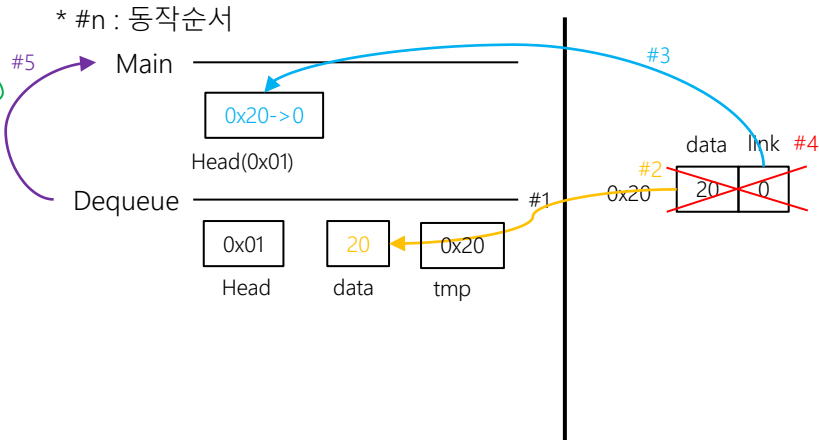 * #n : 동작순서
#5
Main
#3
0x20->0
Head(0x01)
data
link
#4
#2
0x20
20
0
Dequeue
#1
0x01
20
0x20
Head
data
tmp